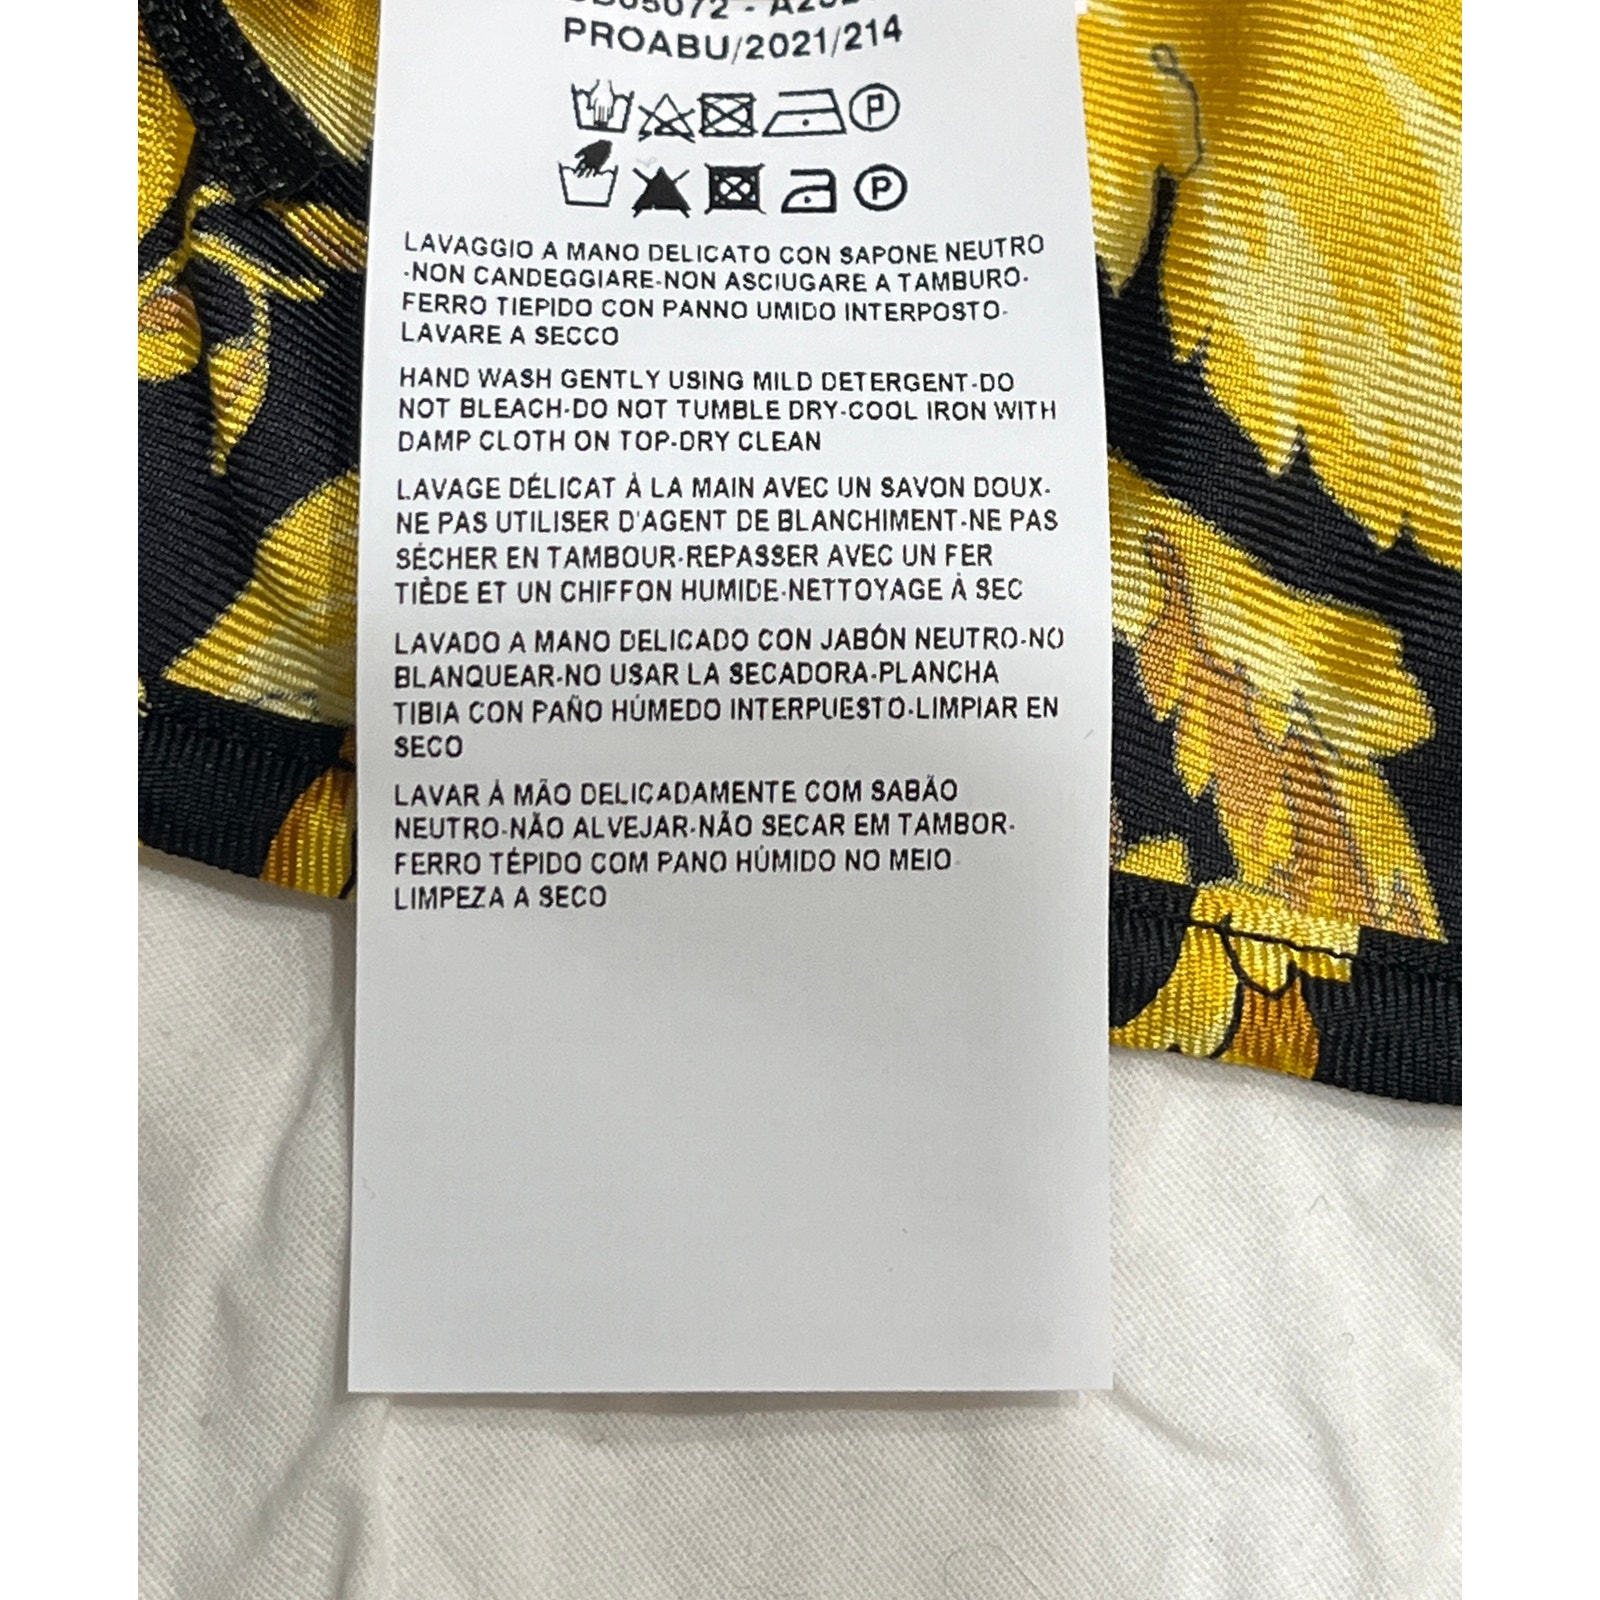 PROABU/2021/214
P
P
LAVAGGIO A MANO DELICATO CON SAPONE NEUTRO
-NON CANDEGGIARE-NON ASCIUGARE A TAMBURO-
FERRO TIEPIDO CON PANNO UMIDO INTERPOSTO-
LAVARE A SECCO
HAND WASH GENTLY USING MILD DETERGENT-DO
NOT BLEACH-DO NOT TUMBLE DRY-COOL IRON WITH
DAMP CLOTH ON TOP-DRY CLEAN
LAVAGE DÉLICAT À LA MAIN AVEC UN SAVON DOUX-
NE PAS UTILISER D'AGENT DE BLANCHIMENT-NE PAS
SÉCHER EN TAMBOUR-REPASSER AVEC UN FER
TIÈDE ET UN CHIFFON HUMIDE-NETTOYAGE À SEC
LAVADO A MANO DELICADO CON JABÓN NEUTRO-NO
BLANQUEAR-NO USAR LA SECADORA-PLANCHA
TIBIA CON PAÑO HÚMEDO INTERPUESTO-LIMPIAR EN
SECO
LAVAR À MÃO DELICADAMENTE COM SABÃO
NEUTRO-NÃO ALVEJAR-NÃO SECAR EM TAMBOR-
FERRO TÉPIDO COM PANO HÚMIDO NO MEIO-
LIMPEZA A SECO